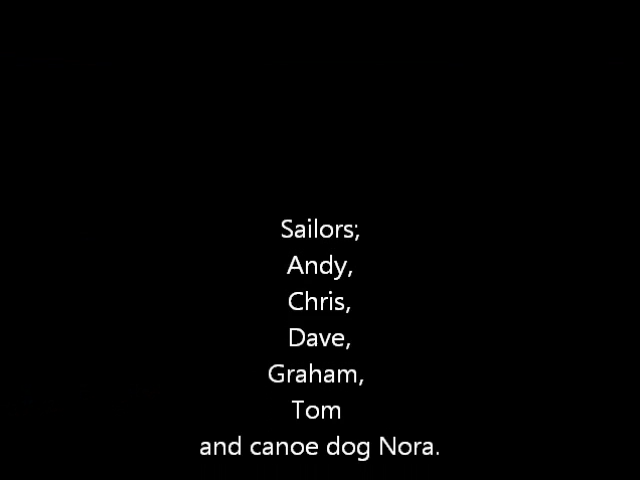 Sailors;
Andy,
Chris,
Dave,
Graham,
Tom
and canoe dog Nora.